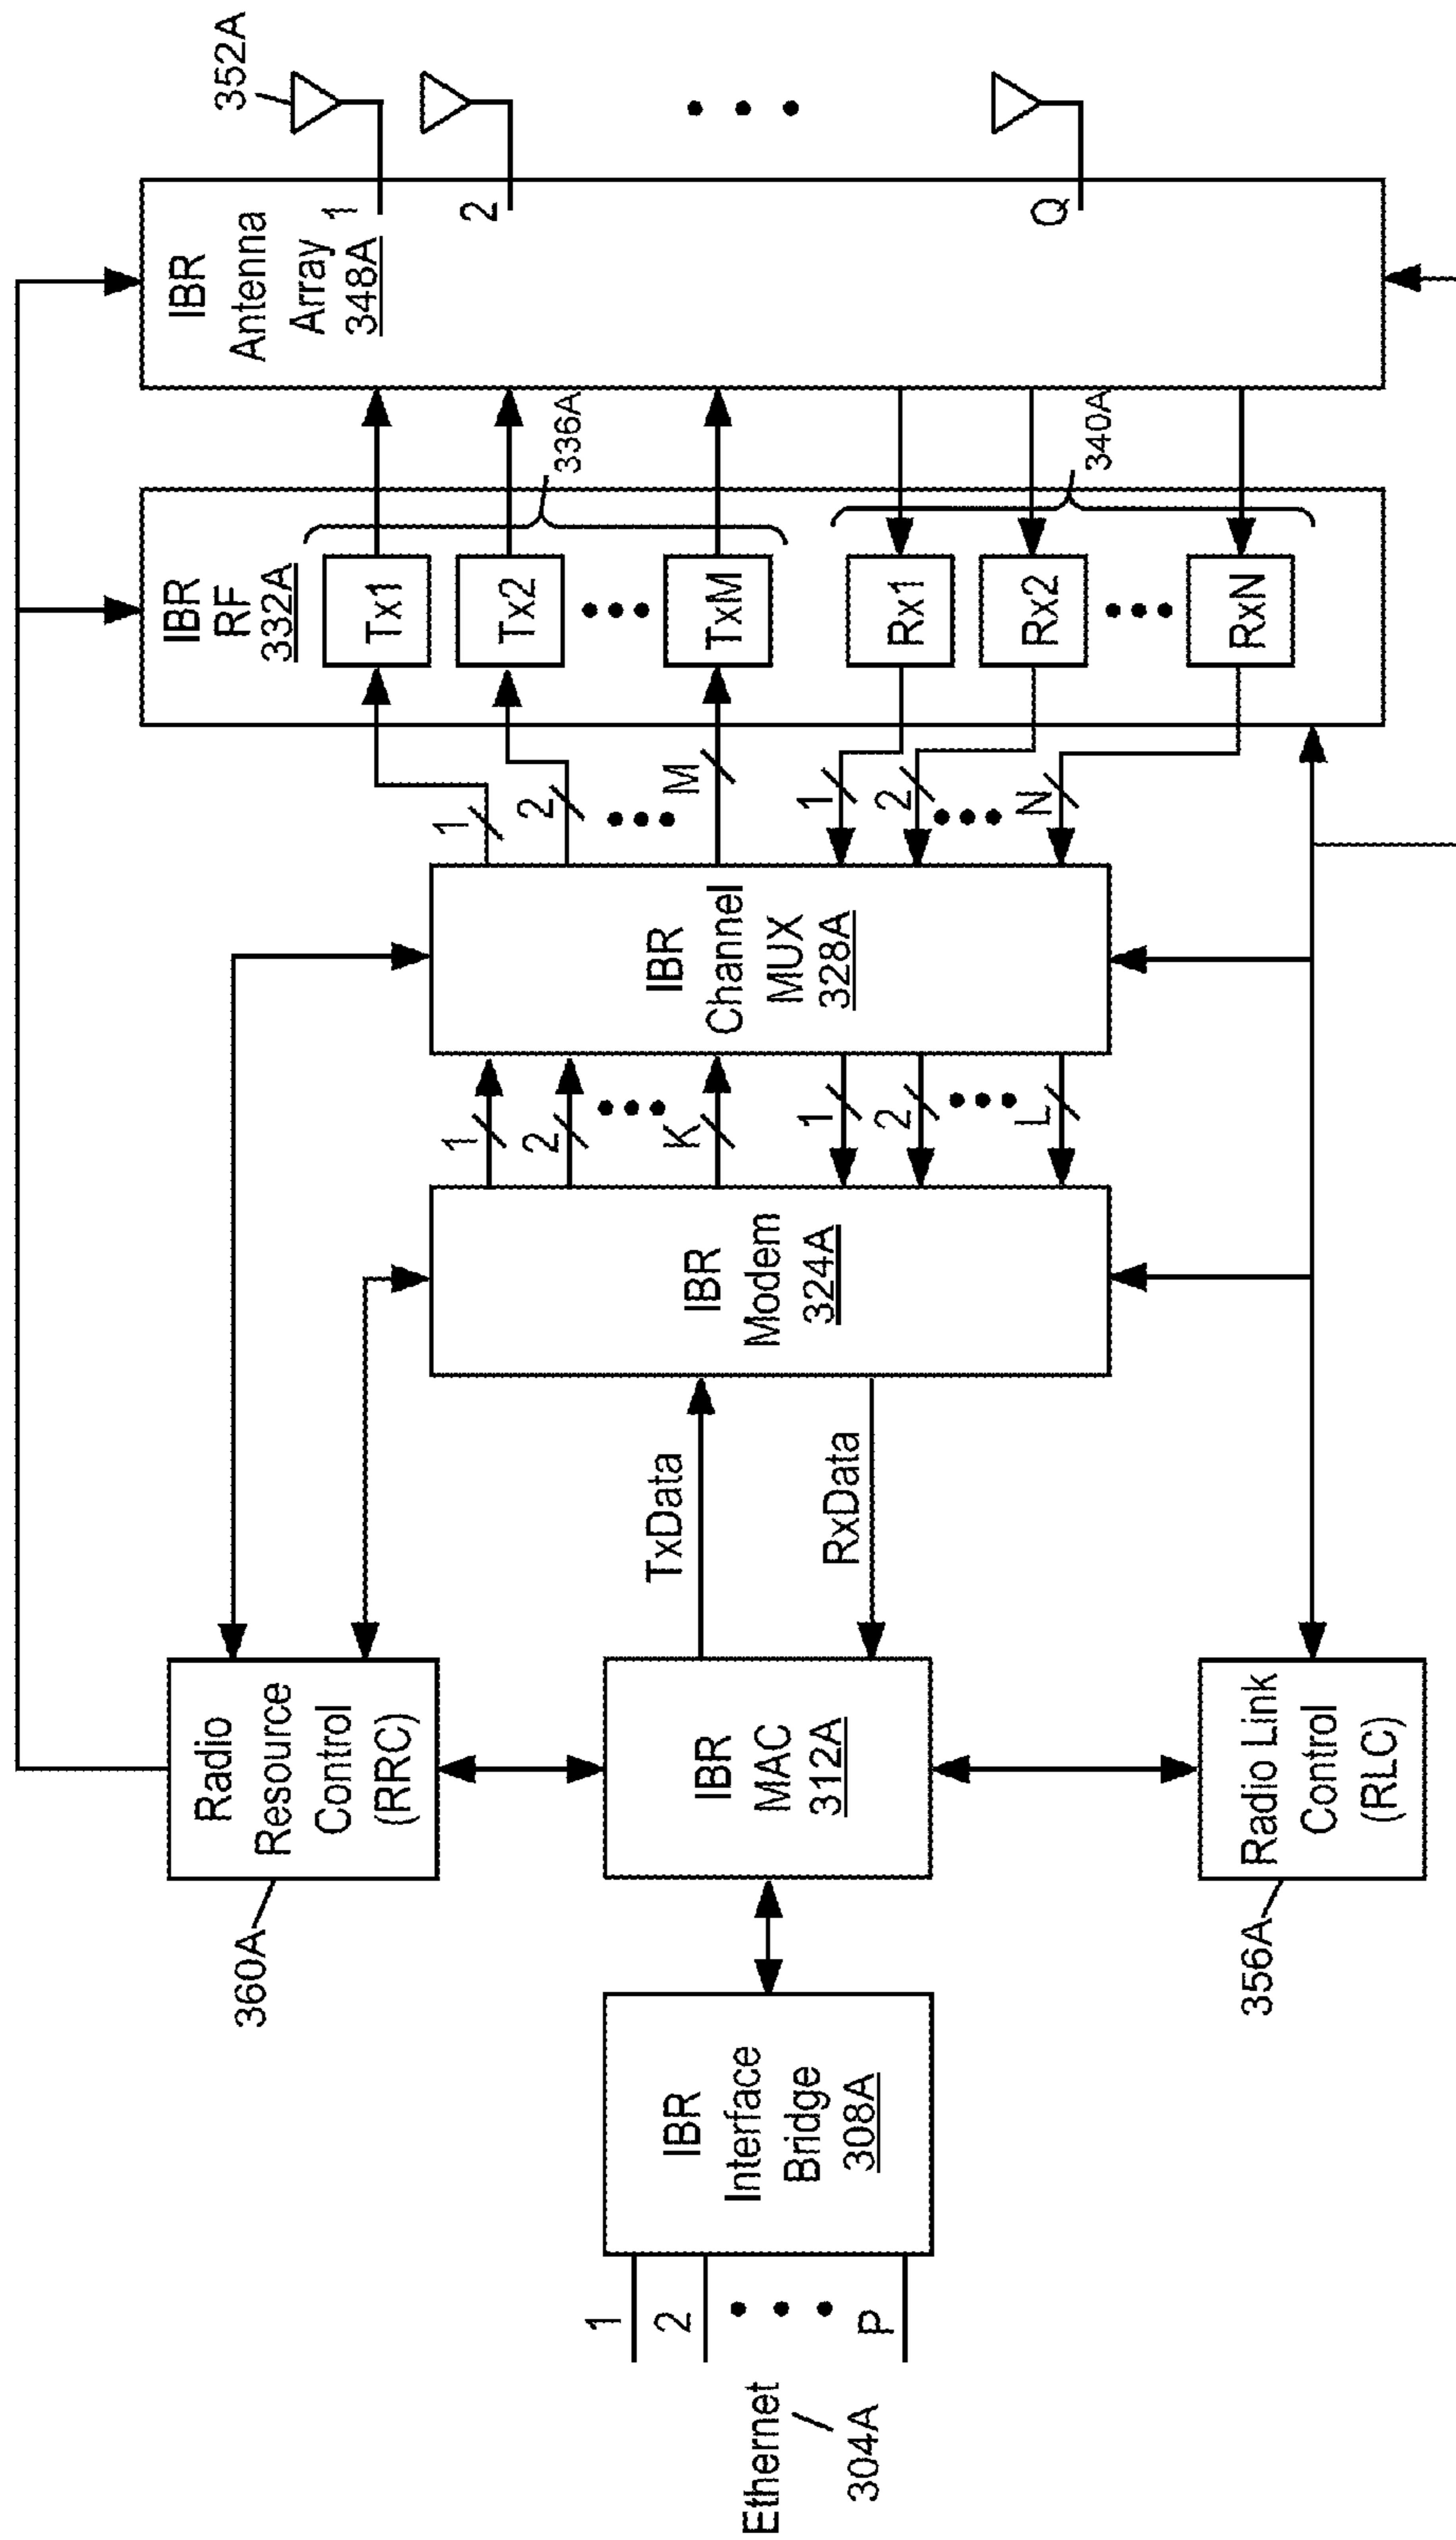 Ethernet
304A
1
2
P
IBR
Interface
Bridge
308A
360A
Radio
Resource
Control
(RRC)
IBR
MAC
312A
356A
Radio Link
Control
(RLC)
TxData
RxData
IBR
Modem
324A
1
2
K
1
2
L
IBR
Channel
MUX
328A
1
2
M
1
2
N
IBR
RF
332A
Tx1
Tx2
TxM
Rx1
Rx2
RxN
336A
340A
IBR
Antenna
Array
348A
1
2
Q
352A